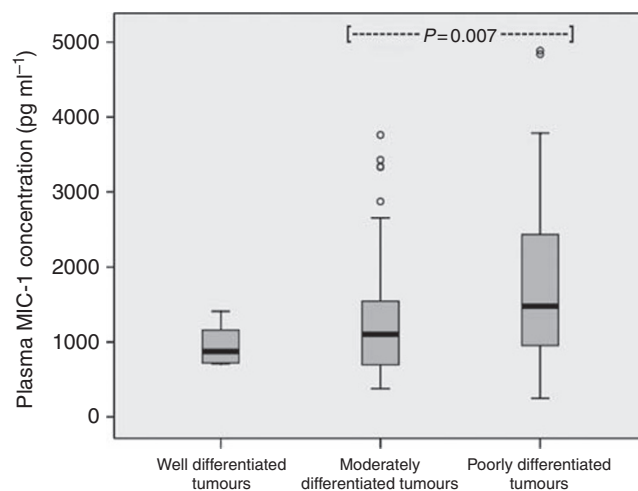 Plasma MIC-1 concentration (pg ml⁻¹)
5000
4000
3000
2000
1000
0
P=0.007
Well differentiated
tumours
Moderately
differentiated tumours
Poorly differentiated
tumours